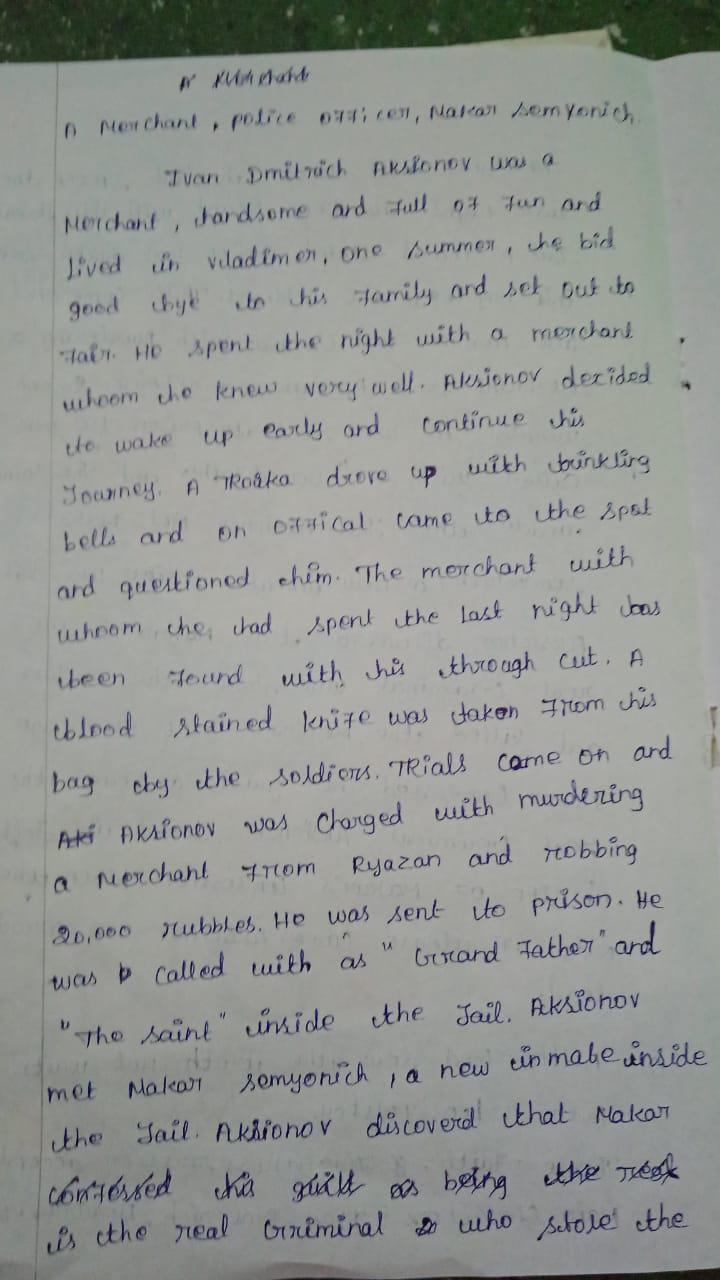 A Merchant, police officer, Makar Semyonich.
Ivan Dmitrich Aksionov was a
Merchant, handsome and full of fun and
lived in viladimer, one summer, he bid
good bye to his family and set out to
fair. He spent the night with a merchant
whoom he knew very well. Aksionov decided
to wake up early and continue his
Journey. A TRoika drove up with trinkling
bells and on offical came to the spot
and questioned him. The merchant with
whoom he had spent the last night has
been found with his through cut. A
blood stained knife was taken from his
bag by the soldiers. TRials came on and
Aksionov was charged with murdering
a Merchant from Ryazan and robbing
20,000 rubbles. He was sent to prison. He
was called with as "Grand Father" and
"The saint" inside the Jail. Aksionov
met Makar semyonich, a new inmate inside
the Jail. Aksionov discoverd that Makar
confessed his guilt as being the
is the real Criminal who stole the